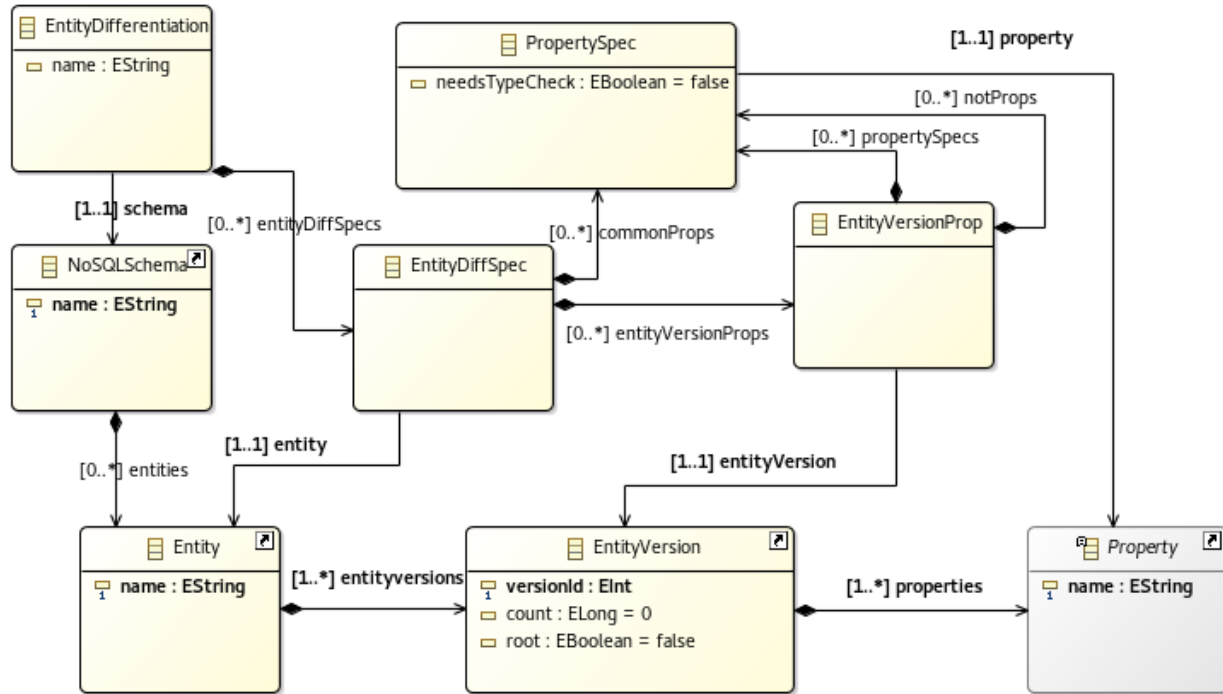 EntityDifferentiation
name : EString
PropertySpec
needsTypeCheck : EBoolean = false
[1..1] property
[0..*] notProps
[0..*] propertySpecs
[1..1] schema
[0..*] entityDiffSpecs
[0..*] commonProps
EntityVersionProp
NoSQLSchema
name : EString
EntityDiffSpec
[0..*] entityVersionProps
[1..1] entity
[0..*] entities
[1..1] entityVersion
Entity
name : EString
[1..*] entityversions
EntityVersion
versionId : EInt
count : ELong = 0
root : EBoolean = false
[1..*] properties
Property
name : EString